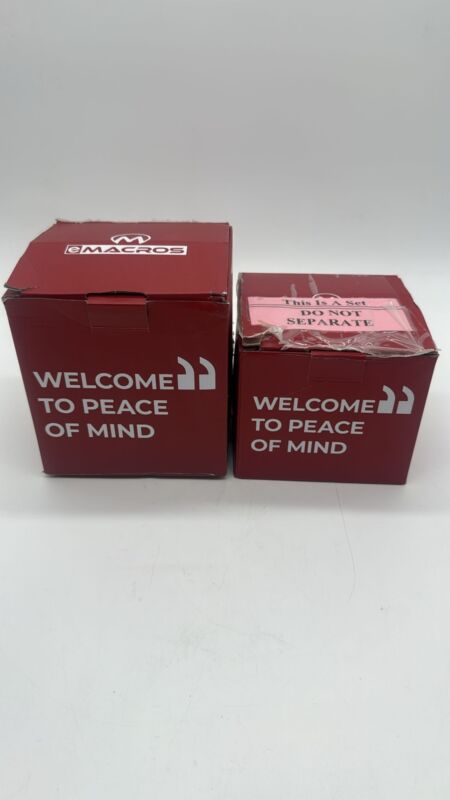 eMACROS
WELCOME”
TO PEACE
OF MIND
This Is A Set
DO NOT
SEPARATE
WELCOME”
TO PEACE
OF MIND